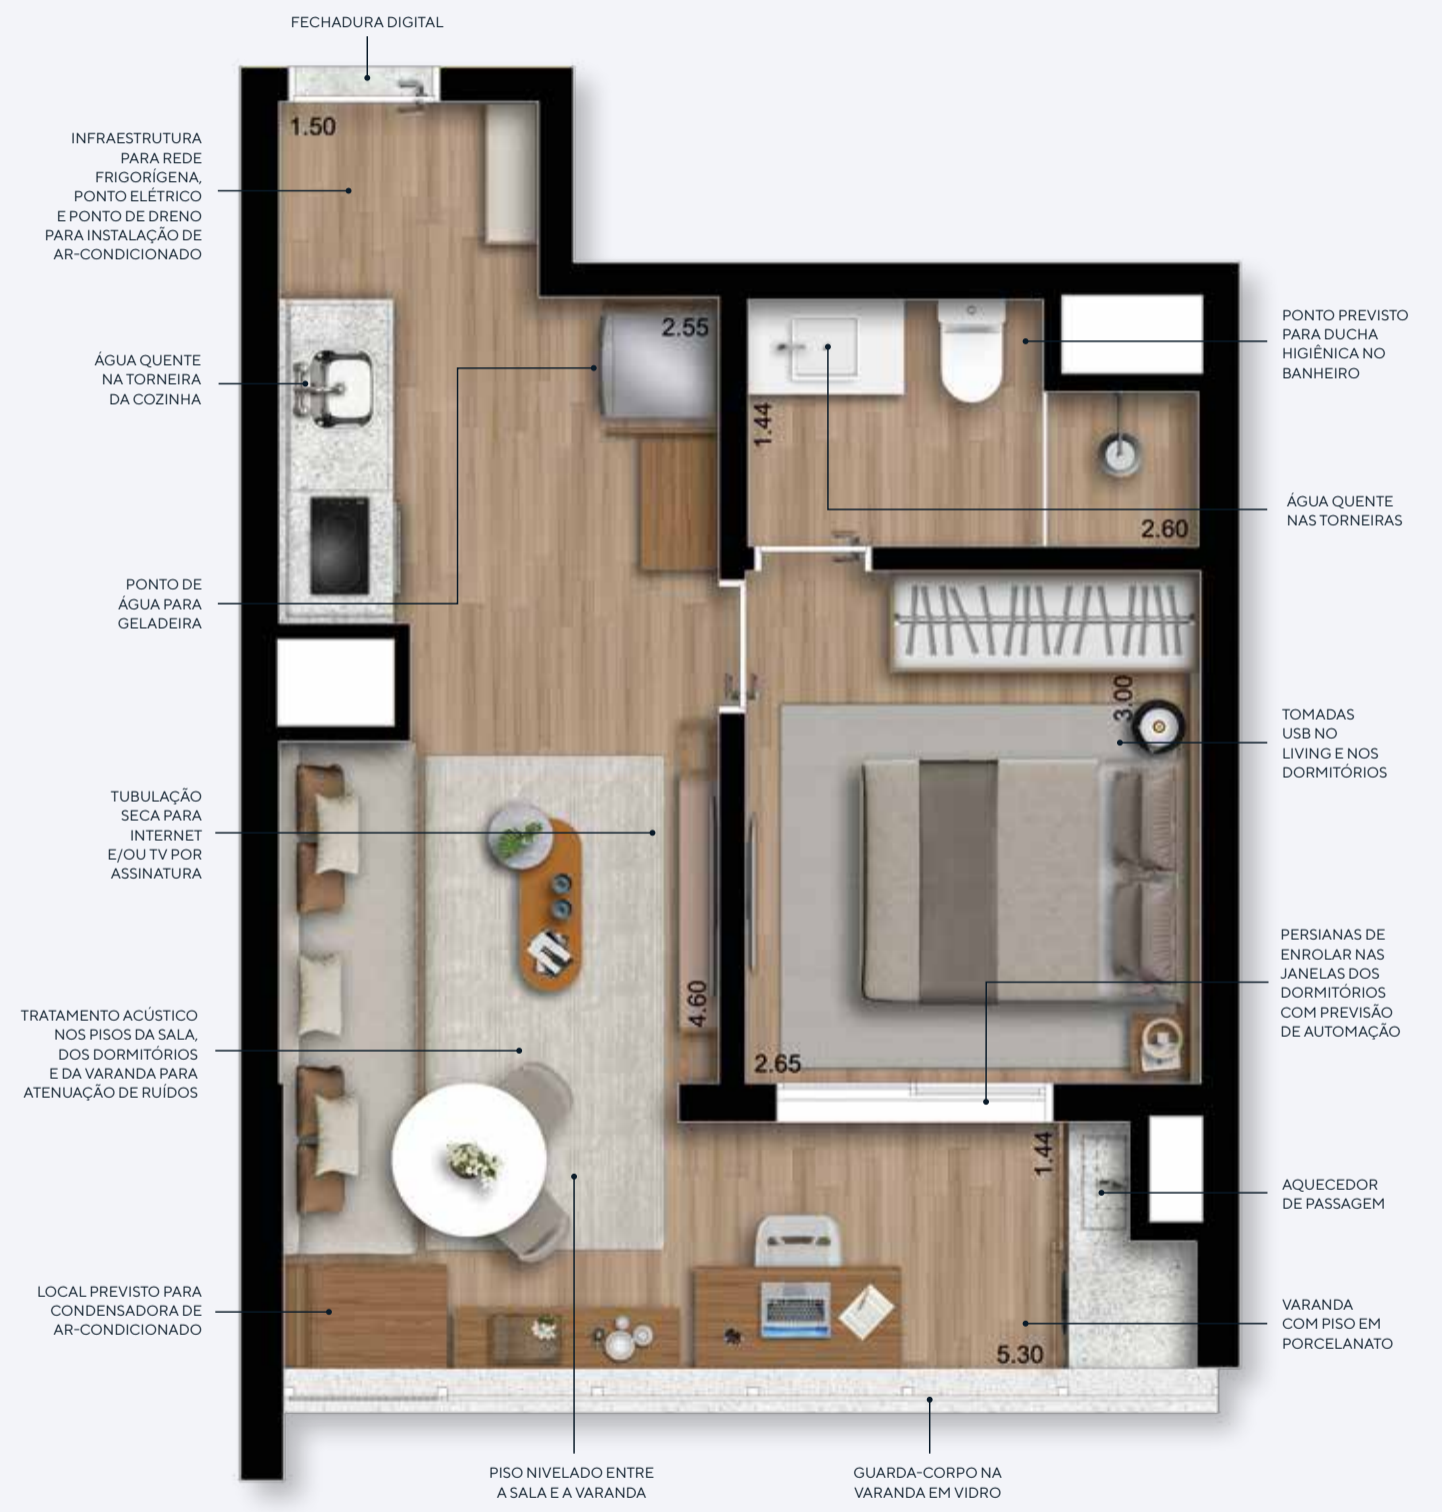 FECHADURA DIGITAL
1.50
INFRAESTRUTURA
PARA REDE
FRIGORÍGENA,
PONTO ELÉTRICO
E PONTO DE DRENO
PARA INSTALAÇÃO DE
AR-CONDICIONADO
ÁGUA QUENTE
NA TORNEIRA
DA COZINHA
PONTO DE
ÁGUA PARA
GELADEIRA
TUBULAÇÃO
SECA PARA
INTERNET
E/OU TV POR
ASSINATURA
TRATAMENTO ACÚSTICO
NOS PISOS DA SALA,
DOS DORMITÓRIOS
E DA VARANDA PARA
ATENUAÇÃO DE RUÍDOS
LOCAL PREVISTO PARA
CONDENSADORA DE
AR-CONDICIONADO
2.55
1.44
2.60
3.00
4.60
2.65
1.44
5.30
PONTO PREVISTO
PARA DUCHA
HIGIÊNICA NO
BANHEIRO
ÁGUA QUENTE
NAS TORNEIRAS
TOMADAS
USB NO
LIVING E NOS
DORMITÓRIOS
PERSIANAS DE
ENROLAR NAS
JANELAS DOS
DORMITÓRIOS
COM PREVISÃO
DE AUTOMAÇÃO
AQUECEDOR
DE PASSAGEM
VARANDA
COM PISO EM
PORCELANATO
PISO NIVELADO ENTRE
A SALA E A VARANDA
GUARDA-CORPO NA
VARANDA EM VIDRO